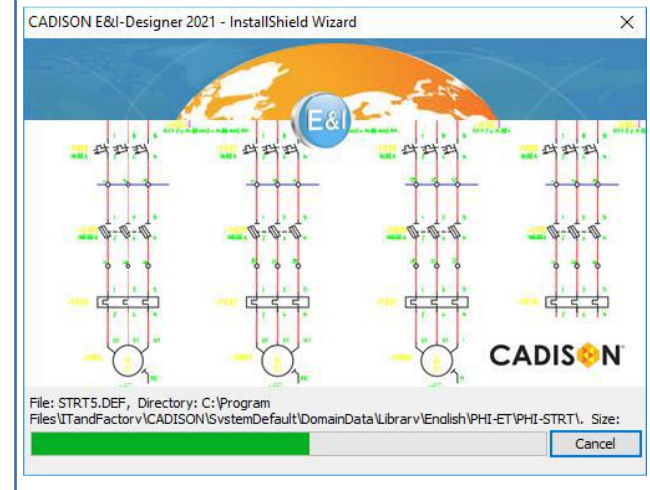 CADISON E&I-Designer 2021 - InstallShield Wizard
E&I
CADISON
File: STRT5.DEF, Directory: C:\Program
Files\ITandFactory\CADISON\SystemDefault\DomainData\Library\English\PHI-ET\PHI-STRT\. Size:
Cancel